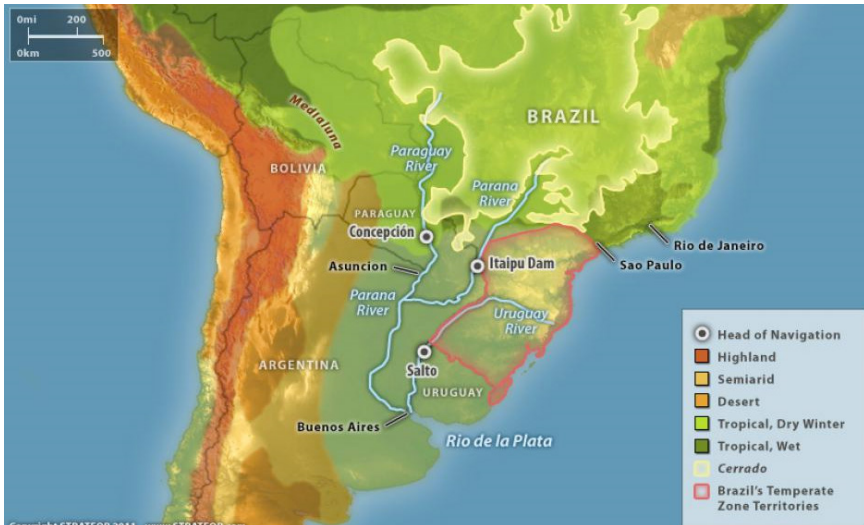 0mi 200
0km 500
Medialuna
BRAZIL
BOLIVIA
Paraguay
River
Parana
River
PARAGUAY
Concepción
Rio de Janeiro
Asuncion
Itaipu Dam
Sao Paulo
Parana
River
Uruguay
River
ARGENTINA
Salto
URUGUAY
Buenos Aires
Rio de la Plata
Head of Navigation
Highland
Semiarid
Desert
Tropical, Dry Winter
Tropical, Wet
Cerrado
Brazil's Temperate
Zone Territories
Copyright STRATFOR